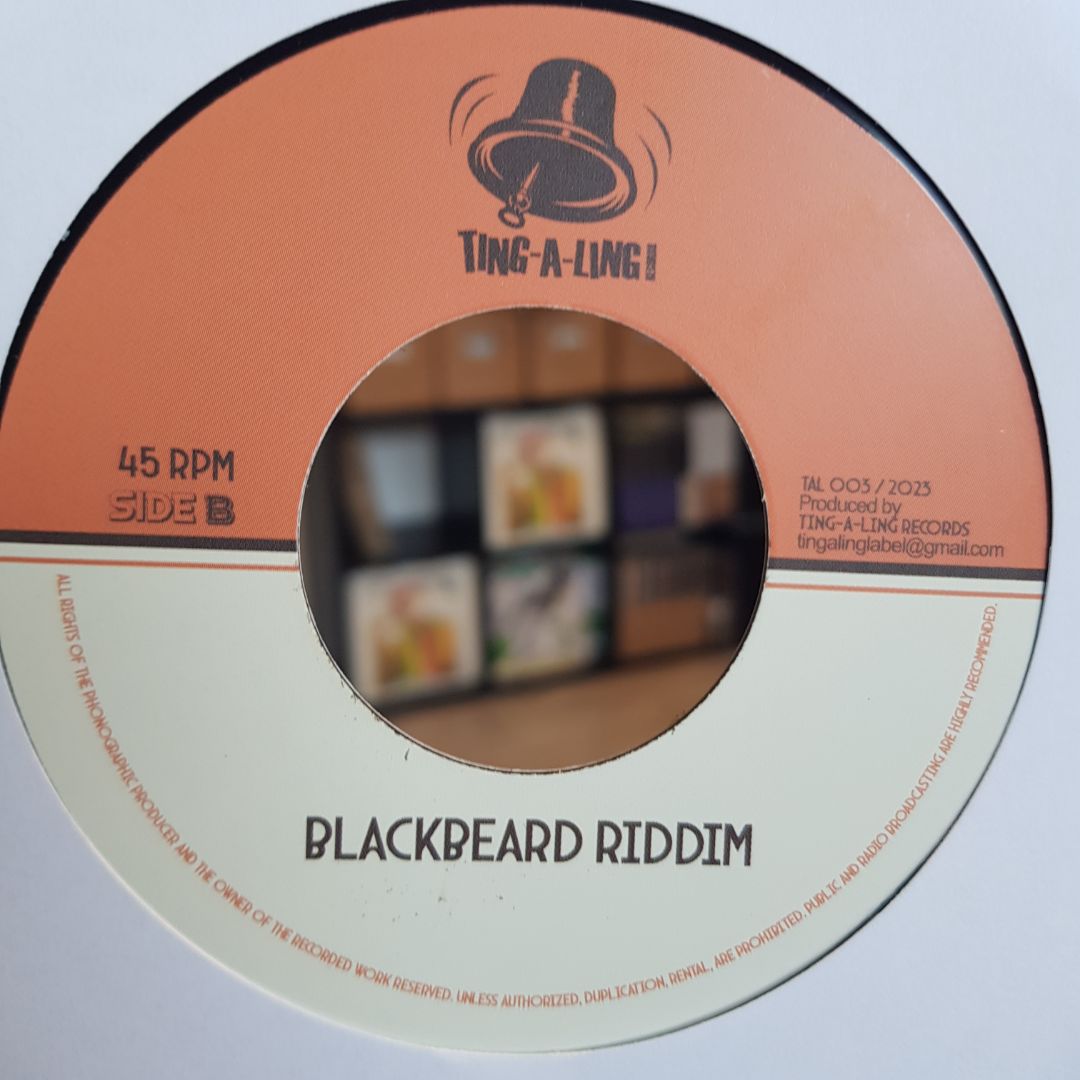 TING-A-LING
RECORDS
45 RPM
SIDE B
TAL 003 / 2023
Produced by
TING-A-LING RECORDS
tingalinglabel@gmail.com
BLACKBEARD RIDDIM
ALL RIGHTS OF THE PHONOGRAPHIC PRODUCER AND THE OWNER OF THE RECORDED WORK RESERVED. UNLESS AUTHORIZED, DUPLICATION, RENTAL, ARE PROHIBITED. PUBLIC AND RADIO BROADCASTING ARE HIGHLY RECOMMENDED.